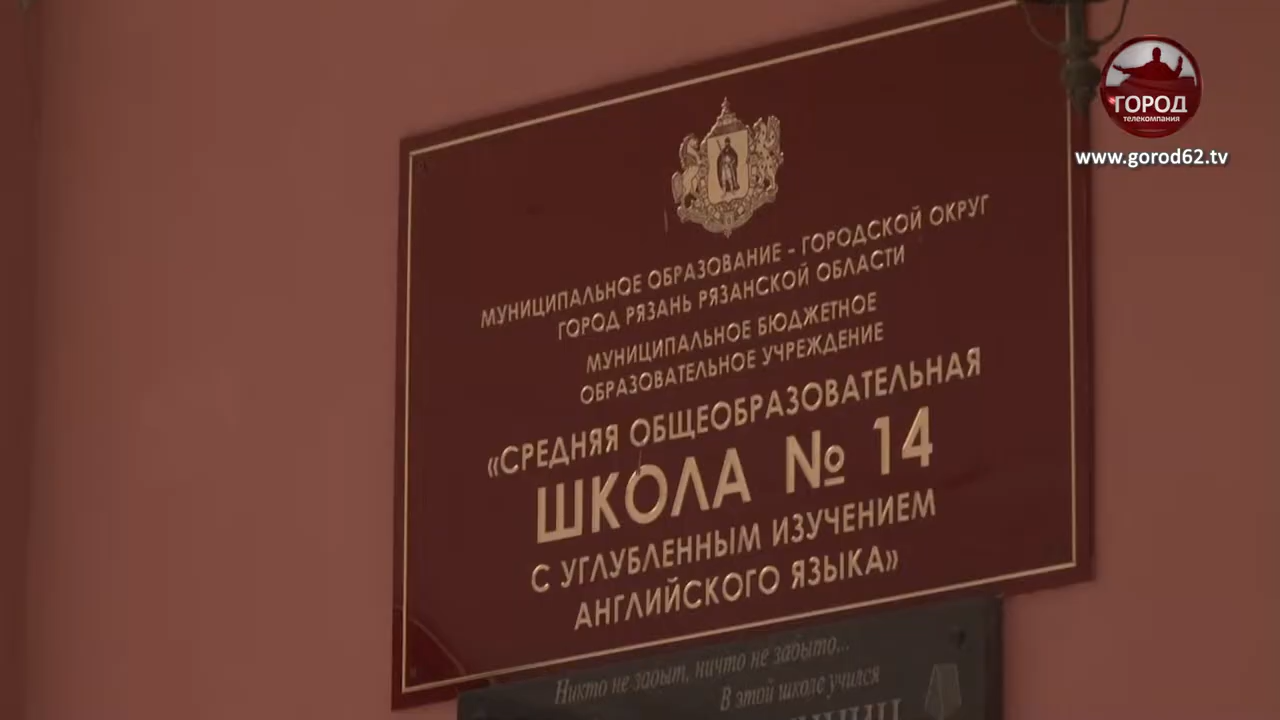 ГОРОД
телекомпания
www.gorod62.tv
МУНИЦИПАЛЬНОЕ ОБРАЗОВАНИЕ - ГОРОДСКОЙ ОКРУГ
ГОРОД РЯЗАНЬ РЯЗАНСКОЙ ОБЛАСТИ
МУНИЦИПАЛЬНОЕ БЮДЖЕТНОЕ
ОБРАЗОВАТЕЛЬНОЕ УЧРЕЖДЕНИЕ
«СРЕДНЯЯ ОБЩЕОБРАЗОВАТЕЛЬНАЯ
ШКОЛА № 14
С УГЛУБЛЕННЫМ ИЗУЧЕНИЕМ
АНГЛИЙСКОГО ЯЗЫКА»
Никто не забыт, ничто не забыто...
В этой школе учился